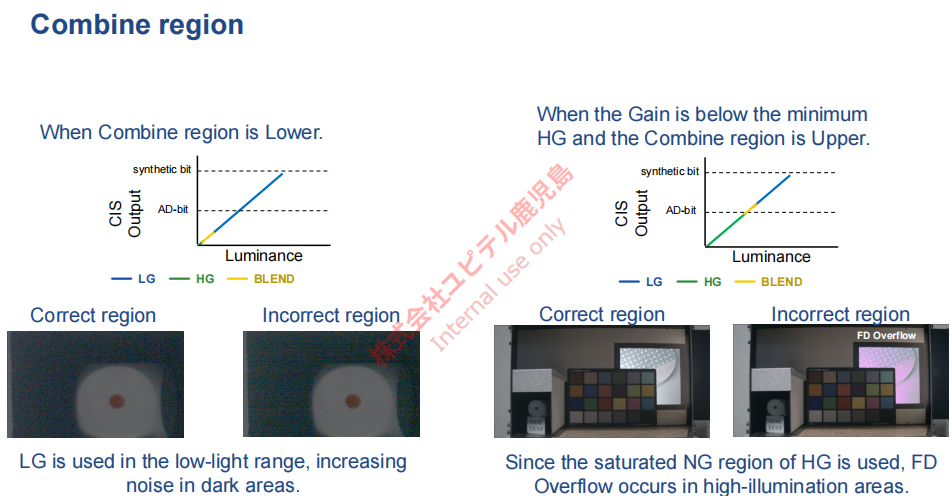 Combine region
When Combine region is Lower.
synthetic bit
AD-bit
CIS
Output
Luminance
LG HG BLEND
Correct region
Incorrect region
LG is used in the low-light range, increasing
noise in dark areas.
When the Gain is below the minimum
HG and the Combine region is Upper.
synthetic bit
AD-bit
CIS
Output
Luminance
LG HG BLEND
Correct region
Incorrect region
FD Overflow
Since the saturated NG region of HG is used, FD
Overflow occurs in high-illumination areas.
株式会社ユピテル鹿児島
Internal use only